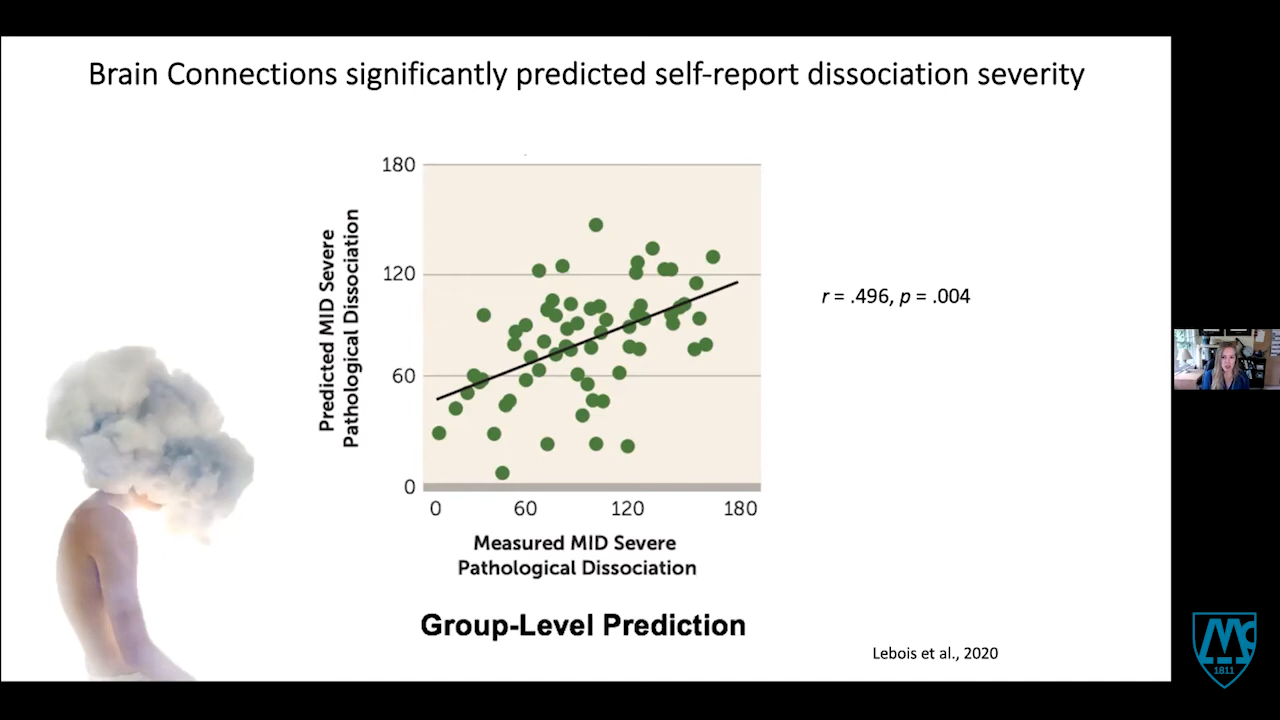 Brain Connections significantly predicted self-report dissociation severity
180
120
60
0
Predicted MID Severe
Pathological Dissociation
0 60 120 180
Measured MID Severe
Pathological Dissociation
r = .496, p = .004
Group-Level Prediction
Lebois et al., 2020
1811